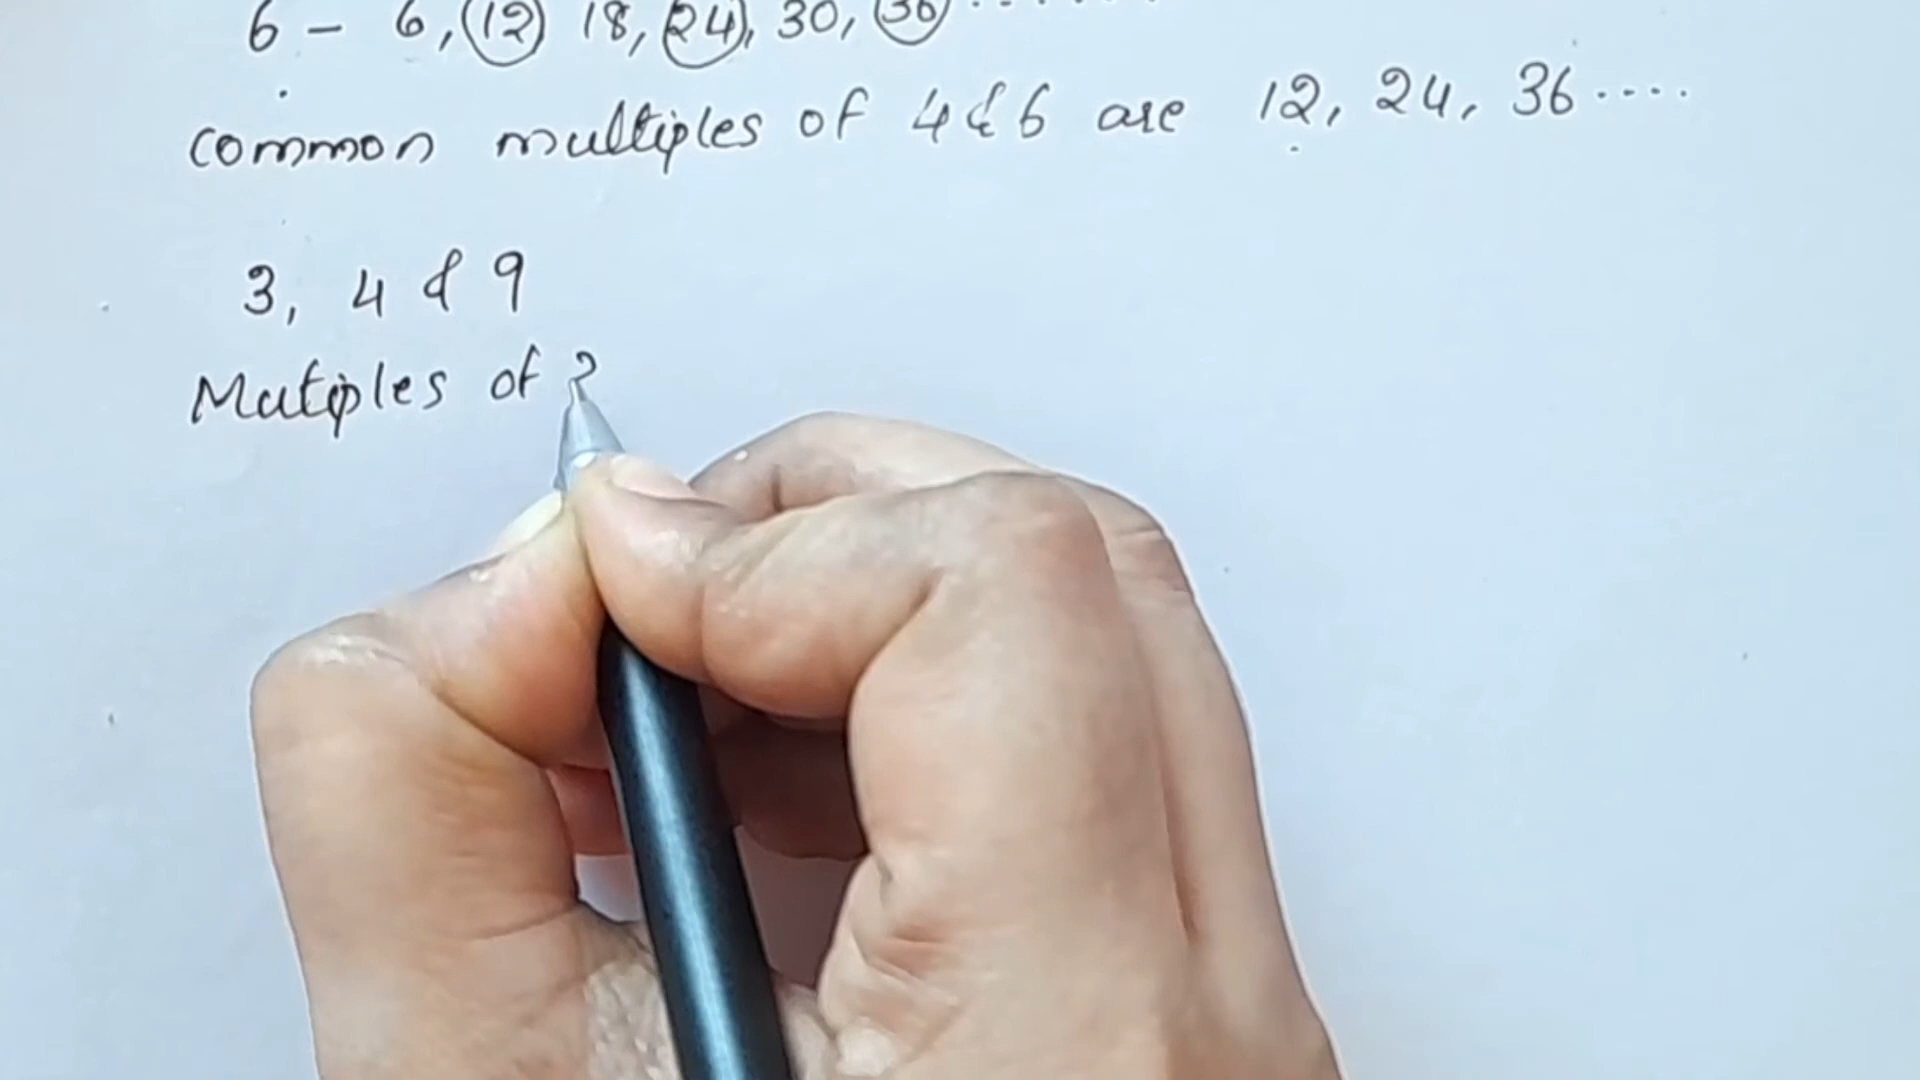 6 - 6, 12 18, 24, 30, 36.......
common multiples of 4 & 6 are 12, 24, 36....
3, 4 & 9
Mutiples of